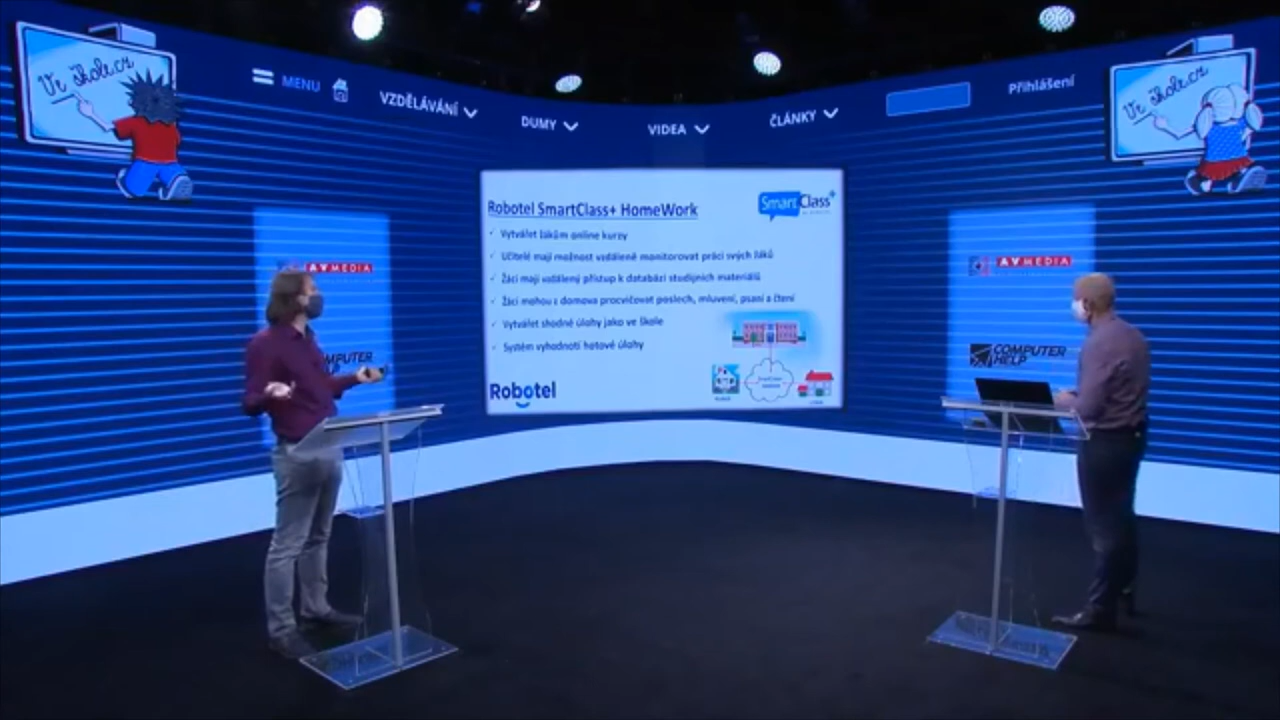 Ve škole.cz
MENU
VZDĚLÁVÁNÍ
DUMY
VIDEA
ČLÁNKY
Přihlášení
Ve škole.cz
Robotel SmartClass+ HomeWork
SmartClass+
✓ Vytvářet žákům online kurzy
✓ Učitelé mají možnost vzdáleně monitorovat práci svých žáků
✓ Žáci mají vzdálený přístup k databázi studijních materiálů
✓ Žáci mohou z domova procvičovat poslech, mluvení, psaní a čtení
✓ Vytvářet shodné úlohy jako ve škole
✓ Systém vyhodnotí hotové úlohy
Robotel
AV MEDIA
COMPUTER
AV MEDIA
COMPUTER
HELP